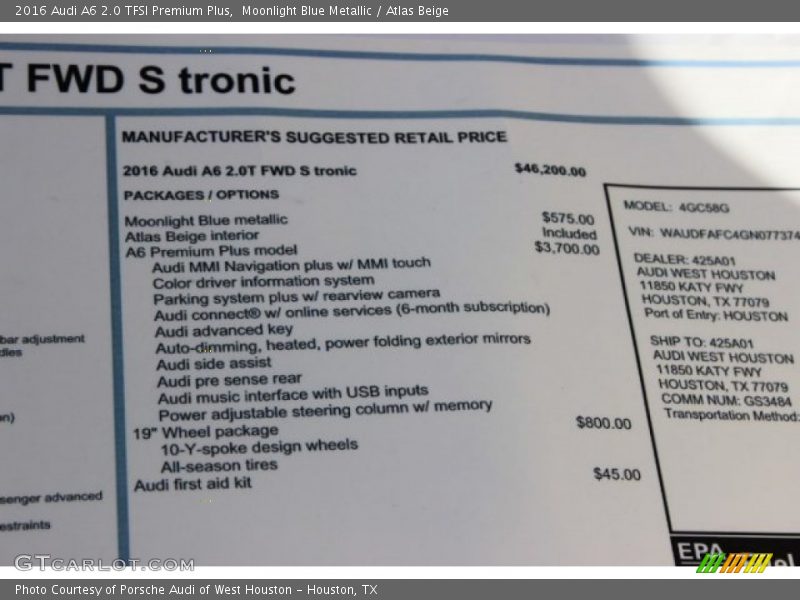 2016 Audi A6 2.0 TFSI Premium Plus, Moonlight Blue Metallic / Atlas Beige
T FWD S tronic
MANUFACTURER'S SUGGESTED RETAIL PRICE
2016 Audi A6 2.0T FWD S tronic $46,200.00
PACKAGES / OPTIONS
Moonlight Blue metallic $575.00
Atlas Beige interior Included
A6 Premium Plus model $3,700.00
Audi MMI Navigation plus w/ MMI touch
Color driver information system
Parking system plus w/ rearview camera
Audi connect® w/ online services (6-month subscription)
Audi advanced key
Auto-dimming, heated, power folding exterior mirrors
Audi side assist
Audi pre sense rear
Audi music interface with USB inputs
Power adjustable steering column w/ memory
19" Wheel package $800.00
10-Y-spoke design wheels
All-season tires
Audi first aid kit $45.00
bar adjustment
dles
on)
senger advanced
estraints
MODEL: 4GC58G
VIN: WAUDFAFC4GN077374
DEALER: 425A01
AUDI WEST HOUSTON
11850 KATY FWY
HOUSTON, TX 77079
Port of Entry: HOUSTON
SHIP TO: 425A01
AUDI WEST HOUSTON
11850 KATY FWY
HOUSTON, TX 77079
COMM NUM: GS3484
Transportation Method:
EPA
GTCARLOT.COM
Photo Courtesy of Porsche Audi of West Houston – Houston, TX